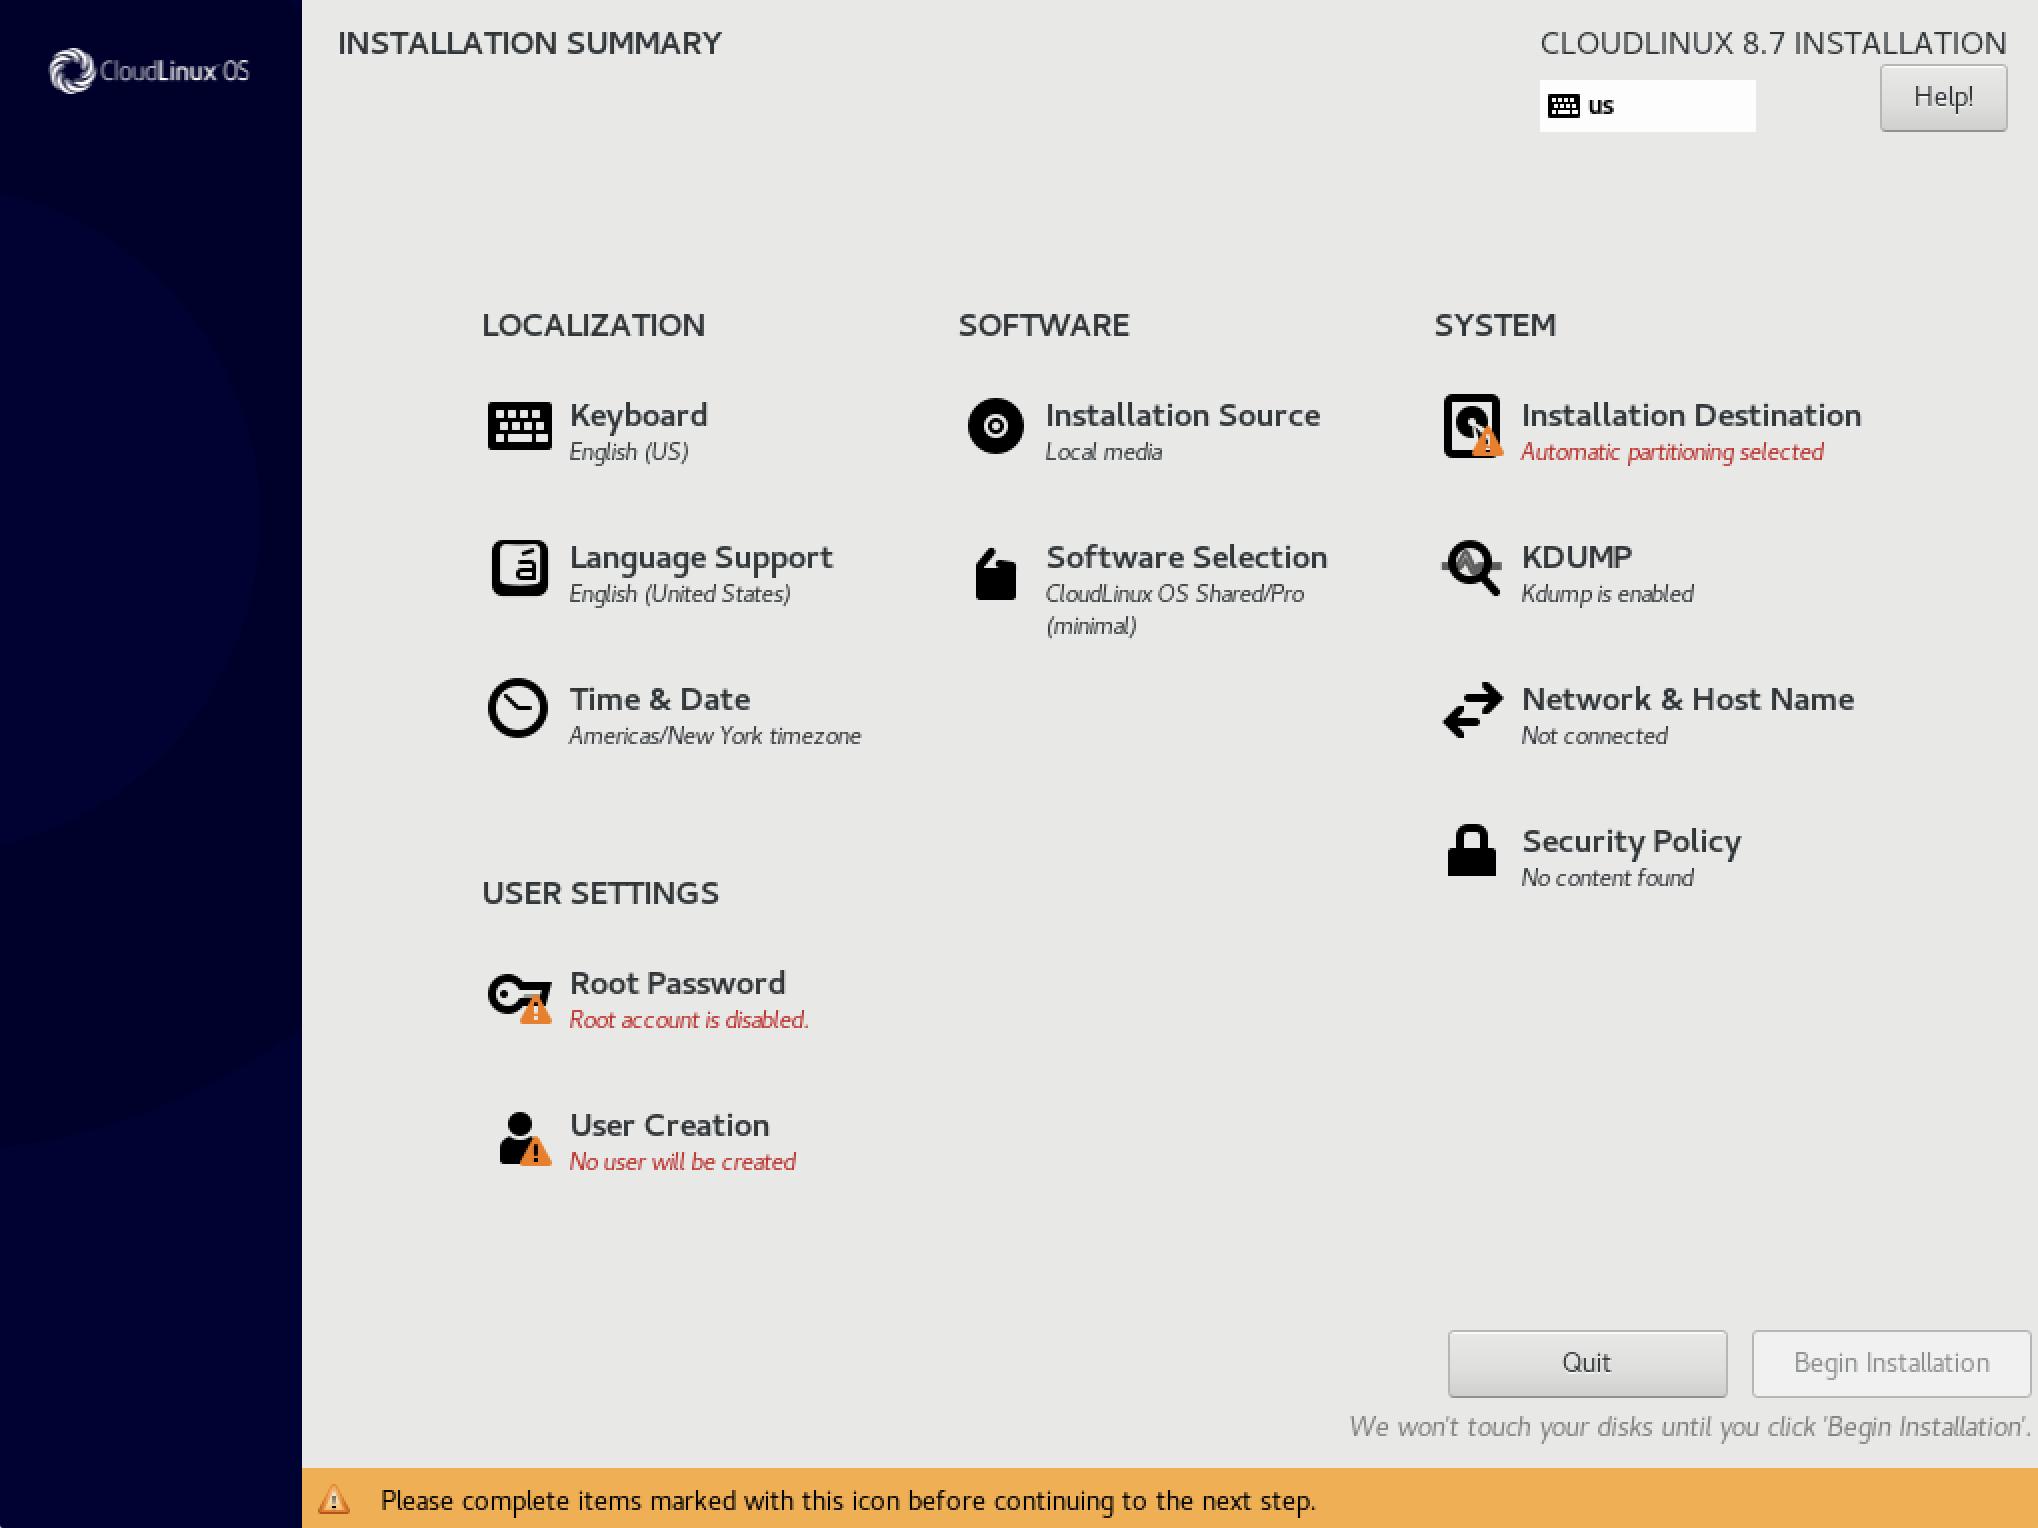 CloudLinux OS
INSTALLATION SUMMARY
CLOUDLINUX 8.7 INSTALLATION
us
Help!
LOCALIZATION
Keyboard
English (US)
Language Support
English (United States)
Time & Date
Americas/New York timezone
SOFTWARE
Installation Source
Local media
Software Selection
CloudLinux OS Shared/Pro
(minimal)
SYSTEM
Installation Destination
Automatic partitioning selected
KDUMP
Kdump is enabled
Network & Host Name
Not connected
Security Policy
No content found
USER SETTINGS
Root Password
Root account is disabled.
User Creation
No user will be created
Quit
Begin Installation
We won't touch your disks until you click 'Begin Installation'.
Please complete items marked with this icon before continuing to the next step.